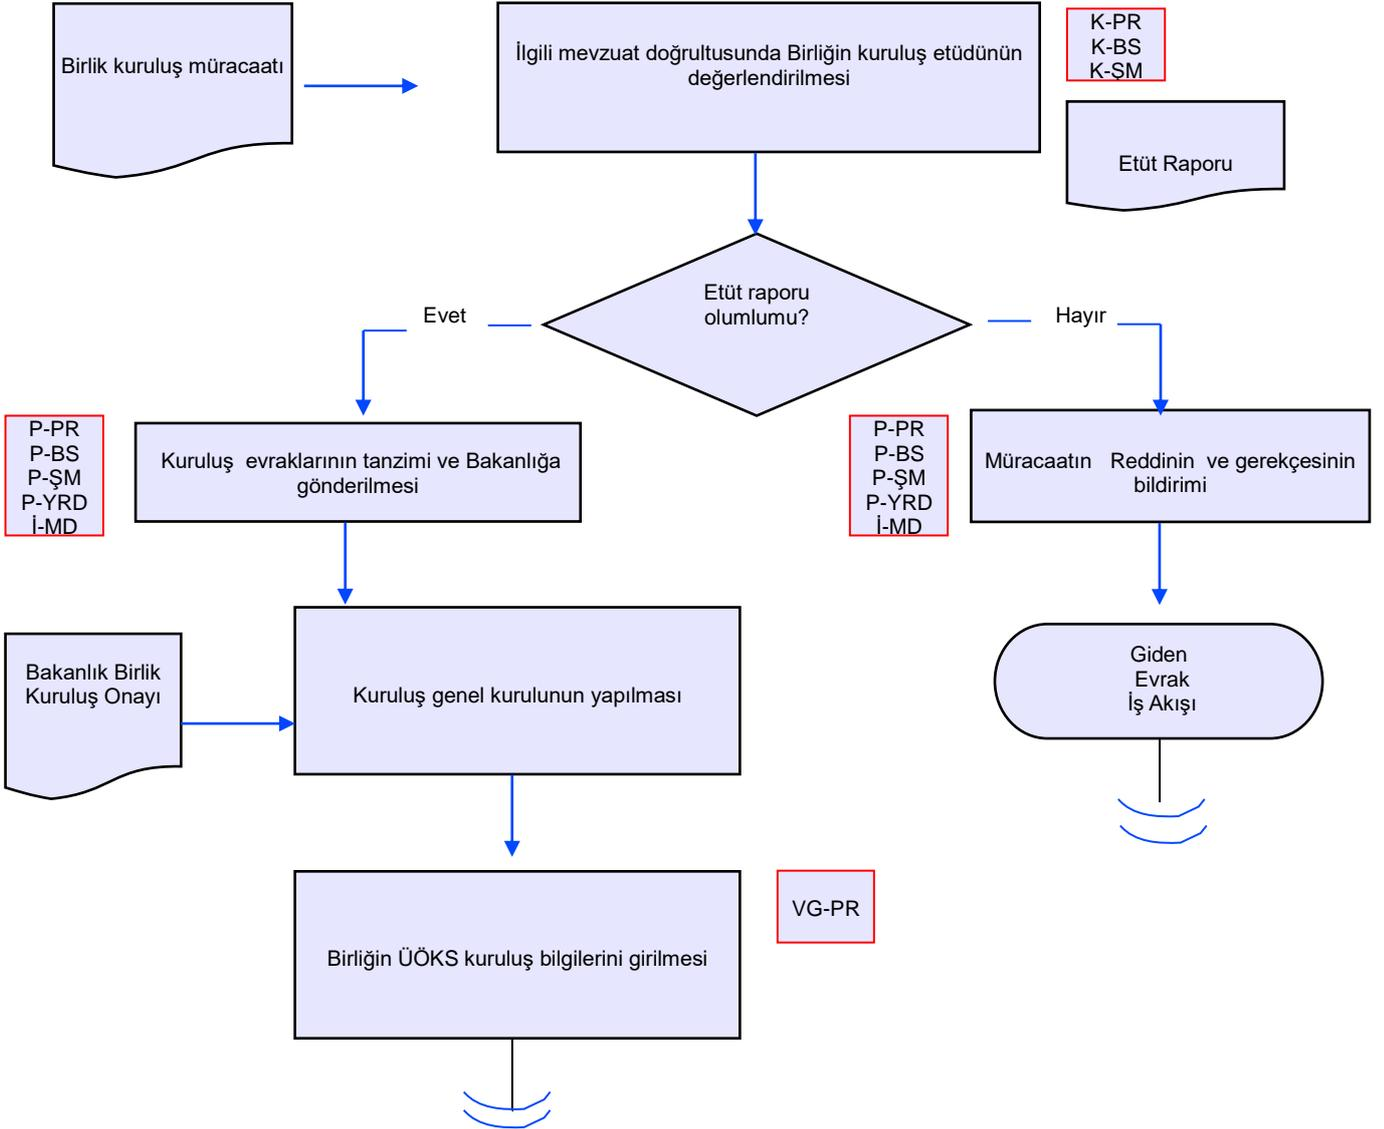 Birlik kuruluş müracaatı
İlgili mevzuat doğrultusunda Birliğin kuruluş etüdünün
değerlendirilmesi
K-PR
K-BS
K-ŞM
Etüt Raporu
Etüt raporu
olumlumu?
Evet
Hayır
P-PR
P-BS
P-ŞM
P-YRD
İ-MD
Kuruluş evraklarının tanzimi ve Bakanlığa
gönderilmesi
P-PR
P-BS
P-ŞM
P-YRD
İ-MD
Müracaatın Reddinin ve gerekçesinin
bildirimi
Bakanlık Birlik
Kuruluş Onayı
Kuruluş genel kurulunun yapılması
Giden
Evrak
İş Akışı
Birliğin ÜÖKS kuruluş bilgilerini girilmesi
VG-PR